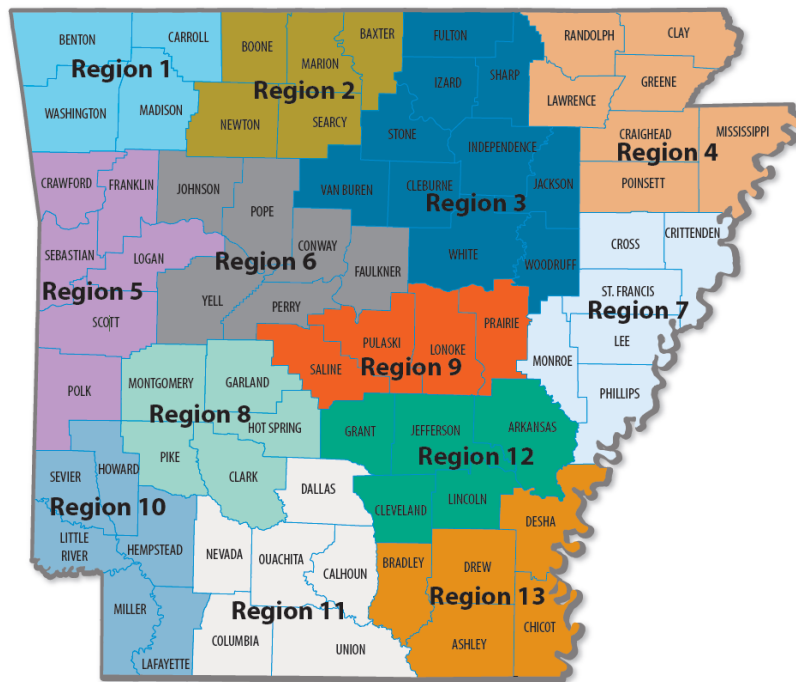 BENTON
CARROLL
Region 1
WASHINGTON
MADISON
BOONE
MARION
BAXTER
Region 2
NEWTON
SEARCY
FULTON
IZARD
SHARP
STONE
INDEPENDENCE
VAN BUREN
CLEBURNE
JACKSON
Region 3
WHITE
WOODRUFF
RANDOLPH
CLAY
GREENE
LAWRENCE
CRAIGHEAD
MISSISSIPPI
Region 4
POINSETT
CRAWFORD
FRANKLIN
SEBASTIAN
LOGAN
Region 5
SCOTT
POLK
JOHNSON
POPE
CONWAY
Region 6
FAULKNER
YELL
PERRY
CROSS
CRITTENDEN
ST. FRANCIS
Region 7
LEE
MONROE
PHILLIPS
MONTGOMERY
GARLAND
Region 8
HOT SPRING
PIKE
CLARK
PRAIRIE
PULASKI
LONOKE
SALINE
Region 9
SEVIER
HOWARD
Region 10
LITTLE
RIVER
HEMPSTEAD
MILLER
LAFAYETTE
DALLAS
NEVADA
OUACHITA
CALHOUN
Region 11
COLUMBIA
UNION
GRANT
JEFFERSON
ARKANSAS
Region 12
CLEVELAND
LINCOLN
DESHA
BRADLEY
DREW
Region 13
CHICOT
ASHLEY